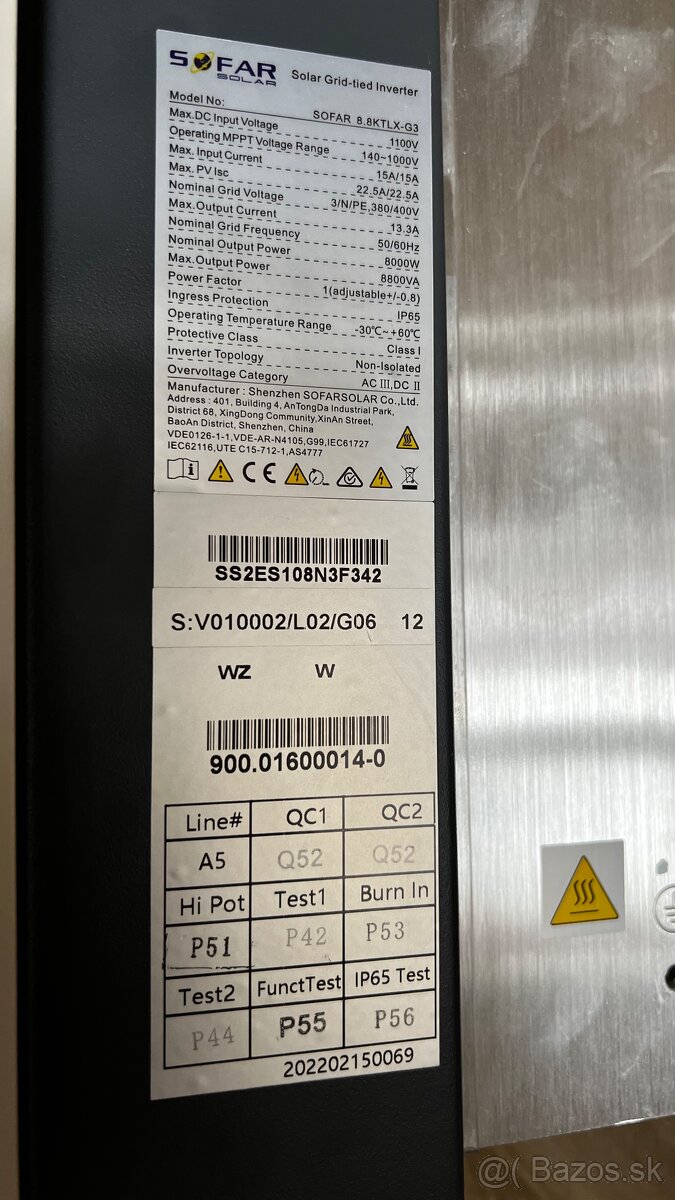 SOFAR
SOLAR
Solar Grid-tied Inverter
Model No: SOFAR 8.8KTLX-G3
Max.DC Input Voltage 1100V
Operating MPPT Voltage Range 140~1000V
Max. Input Current 15A/15A
Max. PV Isc 22.5A/22.5A
Nominal Grid Voltage 3/N/PE,380/400V
Max.Output Current 13.3A
Nominal Grid Frequency 50/60Hz
Nominal Output Power 8000W
Max.Output Power 8800VA
Power Factor 1(adjustable+/-0.8)
Ingress Protection IP65
Operating Temperature Range -30℃~+60℃
Protective Class Class I
Inverter Topology Non-Isolated
Overvoltage Category AC III,DC II
Manufacturer : Shenzhen SOFARSOLAR Co.,Ltd.
Address : 401, Building 4, AnTongDa Industrial Park,
District 68, XingDong Community,XinAn Street,
BaoAn District, Shenzhen, China
VDE0126-1-1,VDE-AR-N4105,G99,IEC61727
IEC62116,UTE C15-712-1,AS4777
CE
SS2ES108N3F342
S:V010002/L02/G06 12
WZ W
900.01600014-0
Line# QC1 QC2
A5 Q52 Q52
Hi Pot Test1 Burn In
P51 P42 P53
Test2 FunctTest IP65 Test
P44 P55 P56
202202150069
@( Bazos.sk